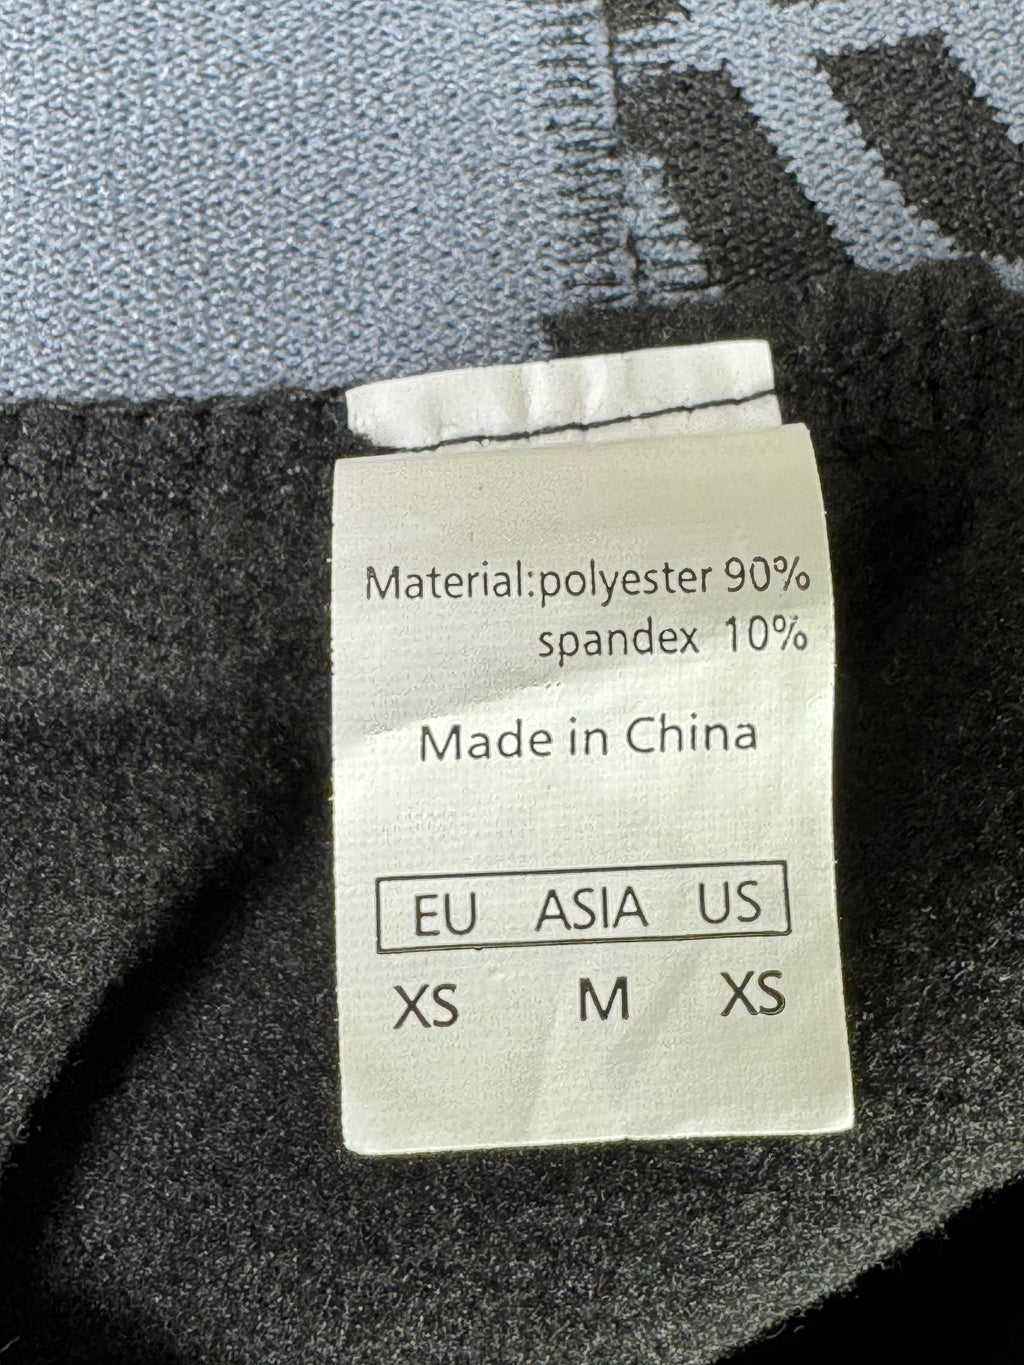 Material:polyester 90%
spandex 10%
Made in China
EU ASIA US
XS M XS